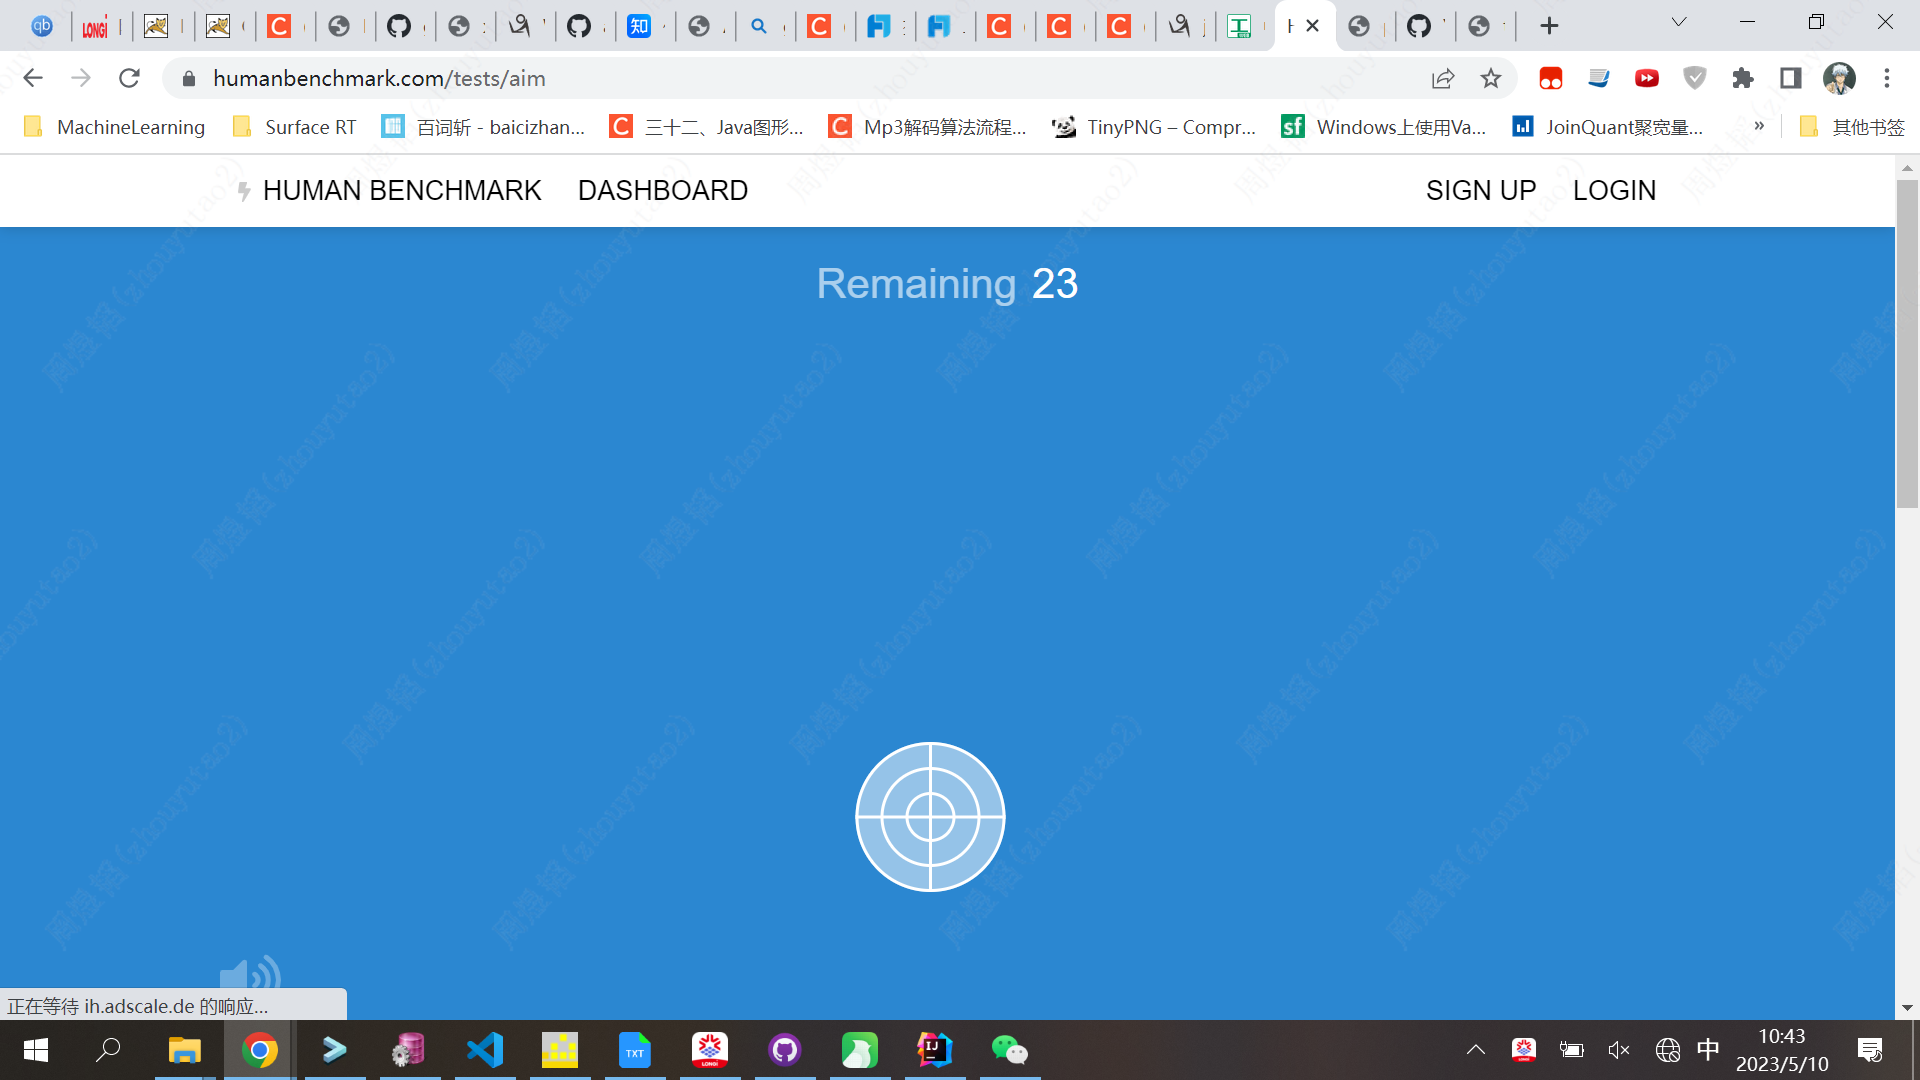 humanbenchmark.com/tests/aim
MachineLearning
Surface RT
百词斩 - baicizhan...
三十二、Java图形...
Mp3解码算法流程...
TinyPNG – Compr...
Windows上使用Va...
JoinQuant聚宽量...
»
其他书签
HUMAN BENCHMARK
DASHBOARD
SIGN UP
LOGIN
Remaining 23
正在等待 ih.adscale.de 的响应...
中
10:43
2023/5/10